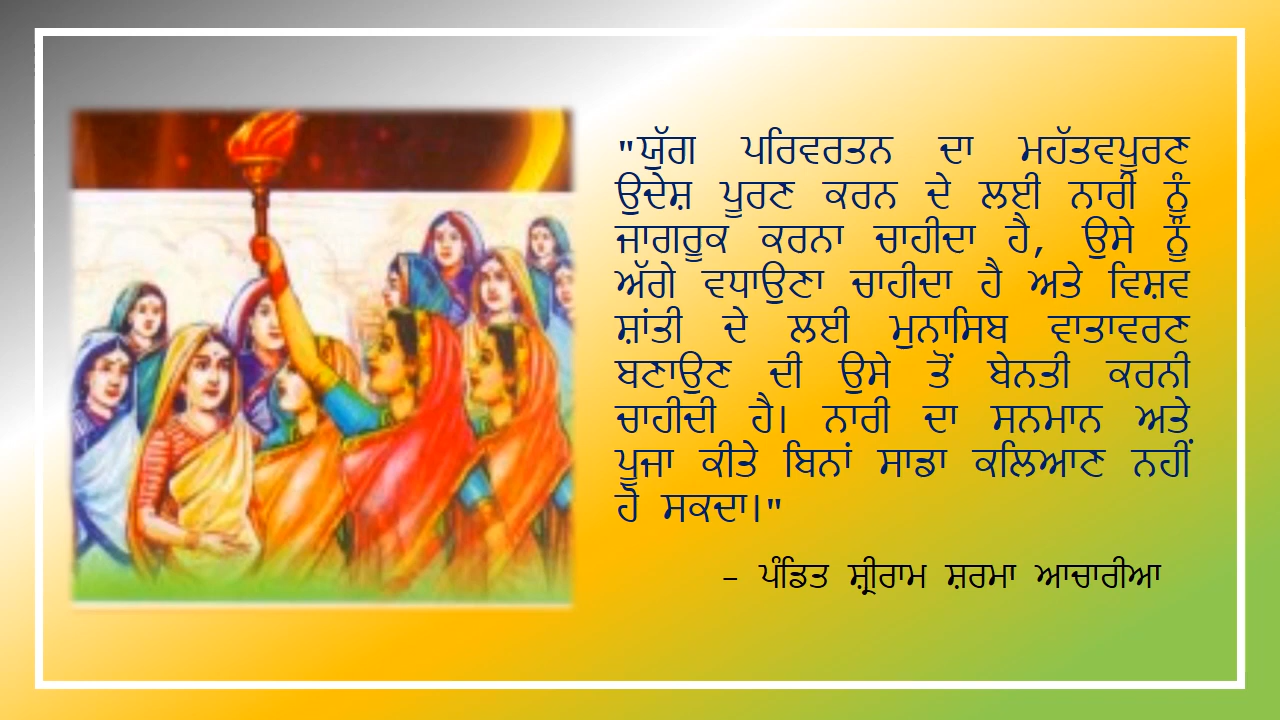 "ਯੁੱਗ ਪਰਿਵਰਤਨ ਦਾ ਮਹੱਤਵਪੂਰਣ
ਉਦੇਸ਼ ਪੂਰਣ ਕਰਨ ਦੇ ਲਈ ਨਾਰੀ ਨੂੰ
ਜਾਗਰੂਕ ਕਰਨਾ ਚਾਹੀਦਾ ਹੈ, ਉਸੇ ਨੂੰ
ਅੱਗੇ ਵਧਾਉਣਾ ਚਾਹੀਦਾ ਹੈ ਅਤੇ ਵਿਸ਼ਵ
ਸ਼ਾਂਤੀ ਦੇ ਲਈ ਮੁਨਾਸਿਬ ਵਾਤਾਵਰਣ
ਬਣਾਉਣ ਦੀ ਉਸੇ ਤੋਂ ਬੇਨਤੀ ਕਰਨੀ
ਚਾਹੀਦੀ ਹੈ। ਨਾਰੀ ਦਾ ਸਨਮਾਨ ਅਤੇ
ਪੂਜਾ ਕੀਤੇ ਬਿਨਾਂ ਸਾਡਾ ਕਲਿਆਣ ਨਹੀਂ
ਹੋ ਸਕਦਾ।"
– ਪੰਡਿਤ ਸ਼੍ਰੀਰਾਮ ਸ਼ਰਮਾ ਆਚਾਰੀਆ